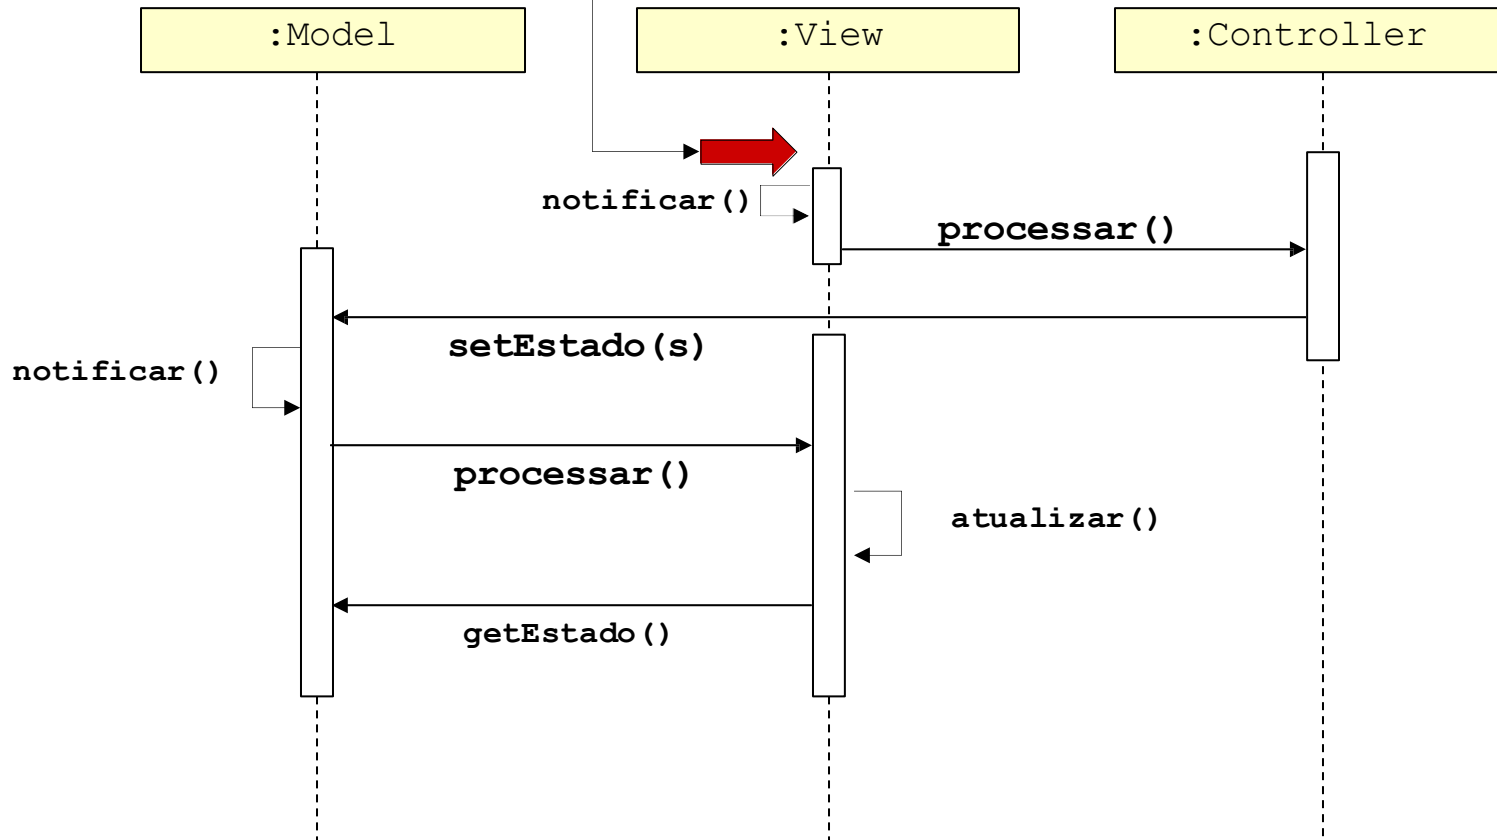 :Model
:View
:Controller
notificar()
processar()
setEstado(s)
notificar()
processar()
atualizar()
getEstado()